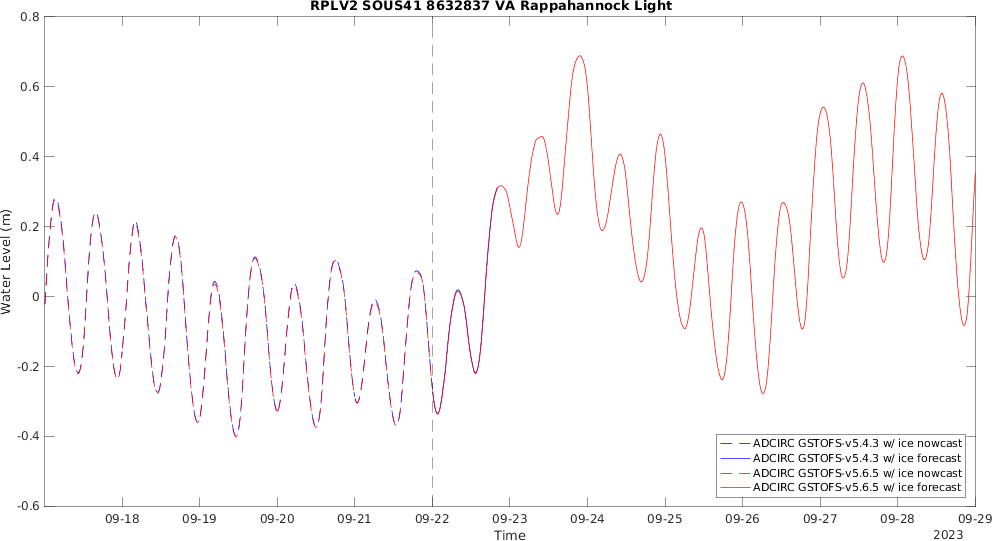 RPLV2 SOUS41 8632837 VA Rappahannock Light
0.8
0.6
0.4
0.2
0
-0.2
-0.4
-0.6
Water Level (m)
ADCIRC GSTOFS-v5.4.3 w/ ice nowcast
ADCIRC GSTOFS-v5.4.3 w/ ice forecast
ADCIRC GSTOFS-v5.6.5 w/ ice nowcast
ADCIRC GSTOFS-v5.6.5 w/ ice forecast
09-18 09-19 09-20 09-21 09-22 09-23 09-24 09-25 09-26 09-27 09-28 09-29
Time
2023